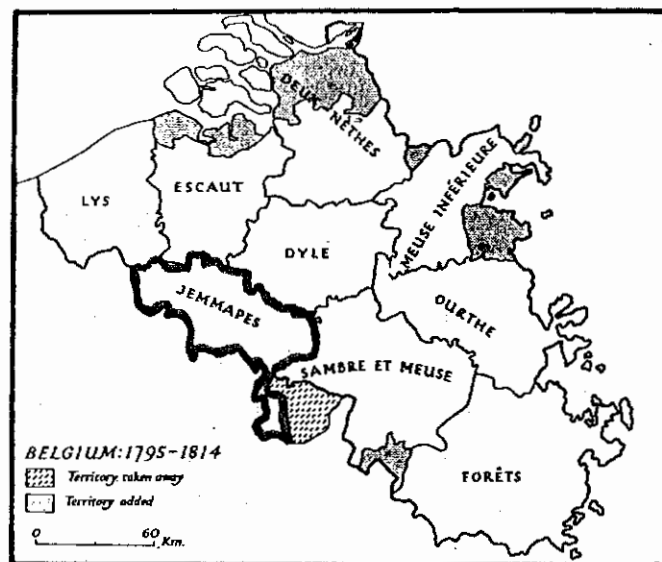 DEUX-NÈTHES
LYS
ESCAUT
MEUSE INFÉRIEURE
DYLE
JEMMAPES
OURTHE
SAMBRE ET MEUSE
FORÊTS
BELGIUM:1795-1814
Territory taken away
Territory added
0 60 Km.